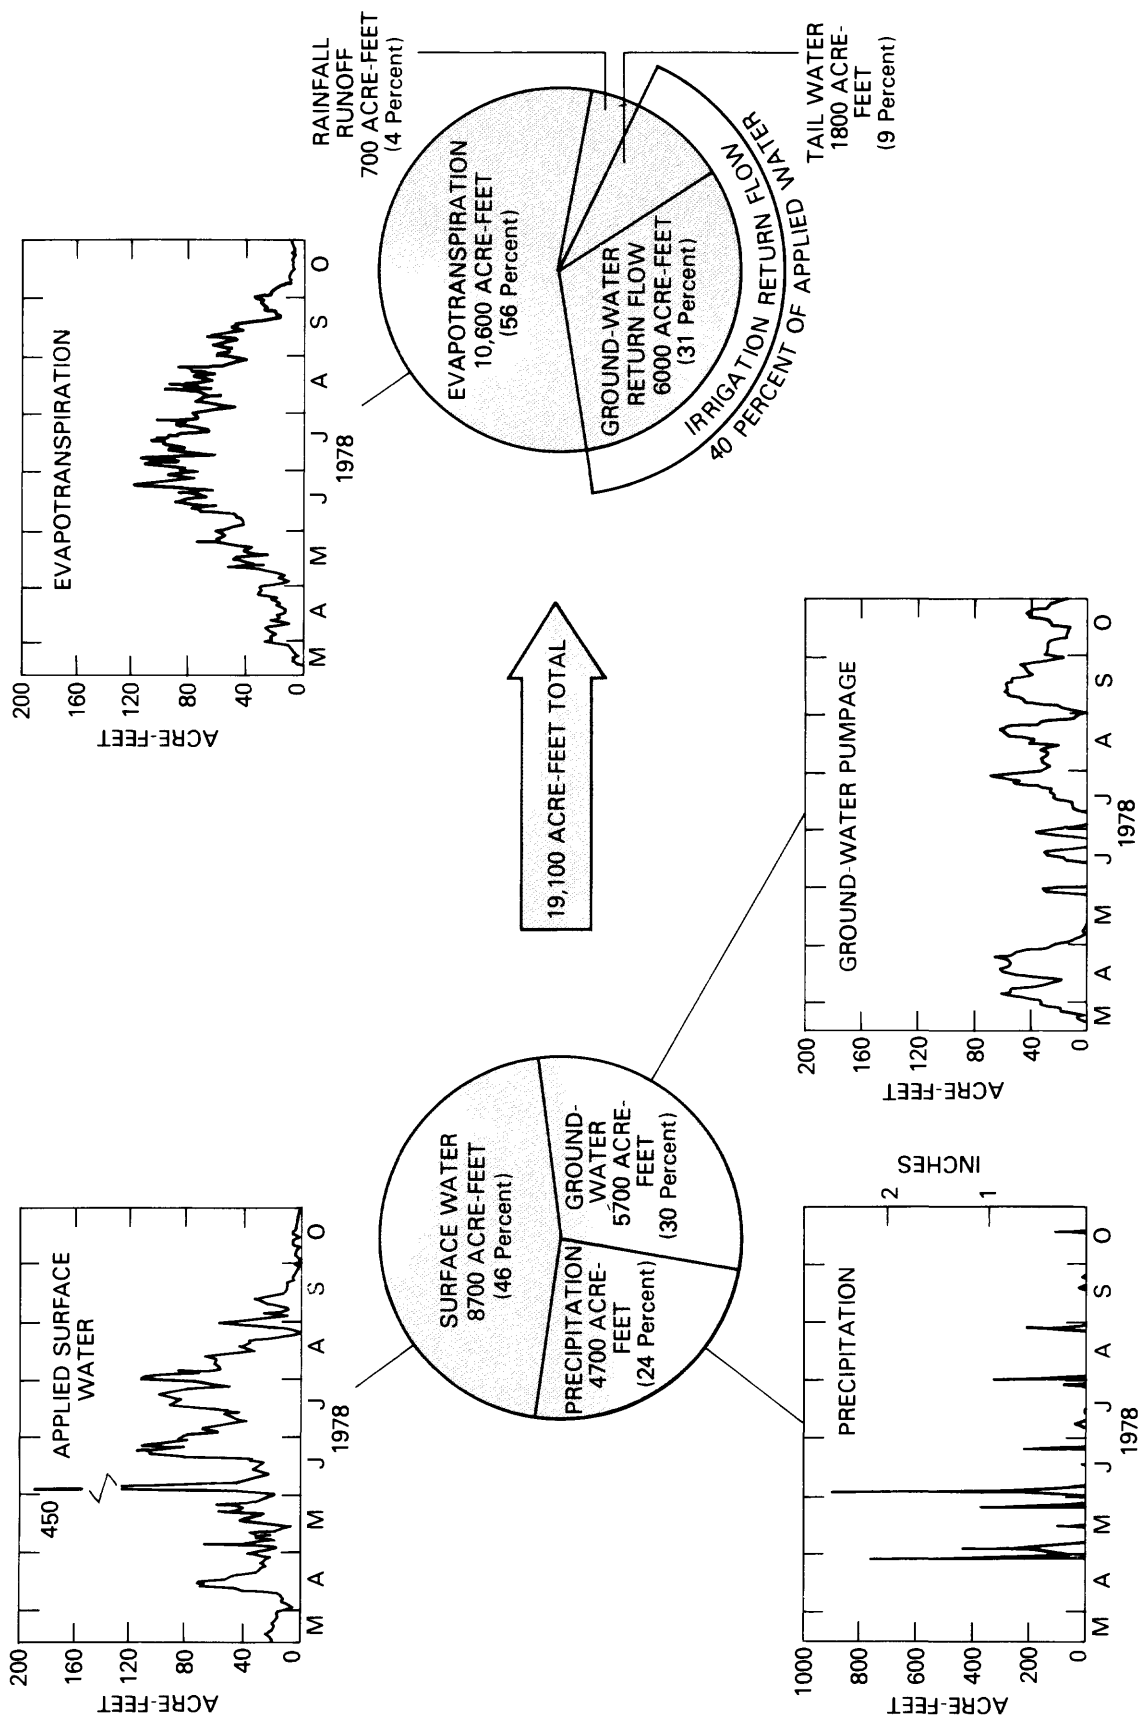 APPLIED SURFACE
WATER
450
200
160
120
80
40
0
ACRE-FEET
M A M J J A S O
1978
EVAPOTRANSPIRATION
200
160
120
80
40
0
ACRE-FEET
M A M J J A S O
1978
SURFACE WATER
8700 ACRE-FEET
(46 Percent)
PRECIPITATION
4700 ACRE-
FEET
(24 Percent)
GROUND-
WATER
5700 ACRE-
FEET
(30 Percent)
19,100 ACRE-FEET TOTAL
RAINFALL
RUNOFF
700 ACRE-FEET
(4 Percent)
EVAPOTRANSPIRATION
10,600 ACRE-FEET
(56 Percent)
GROUND-WATER
RETURN FLOW
6000 ACRE-FEET
(31 Percent)
TAIL WATER
1800 ACRE-
FEET
(9 Percent)
IRRIGATION RETURN FLOW
40 PERCENT OF APPLIED WATER
PRECIPITATION
1000
800
600
400
200
0
ACRE-FEET
2
1
INCHES
M A M J J A S O
1978
GROUND-WATER PUMPAGE
200
160
120
80
40
0
ACRE-FEET
M A M J J A S O
1978